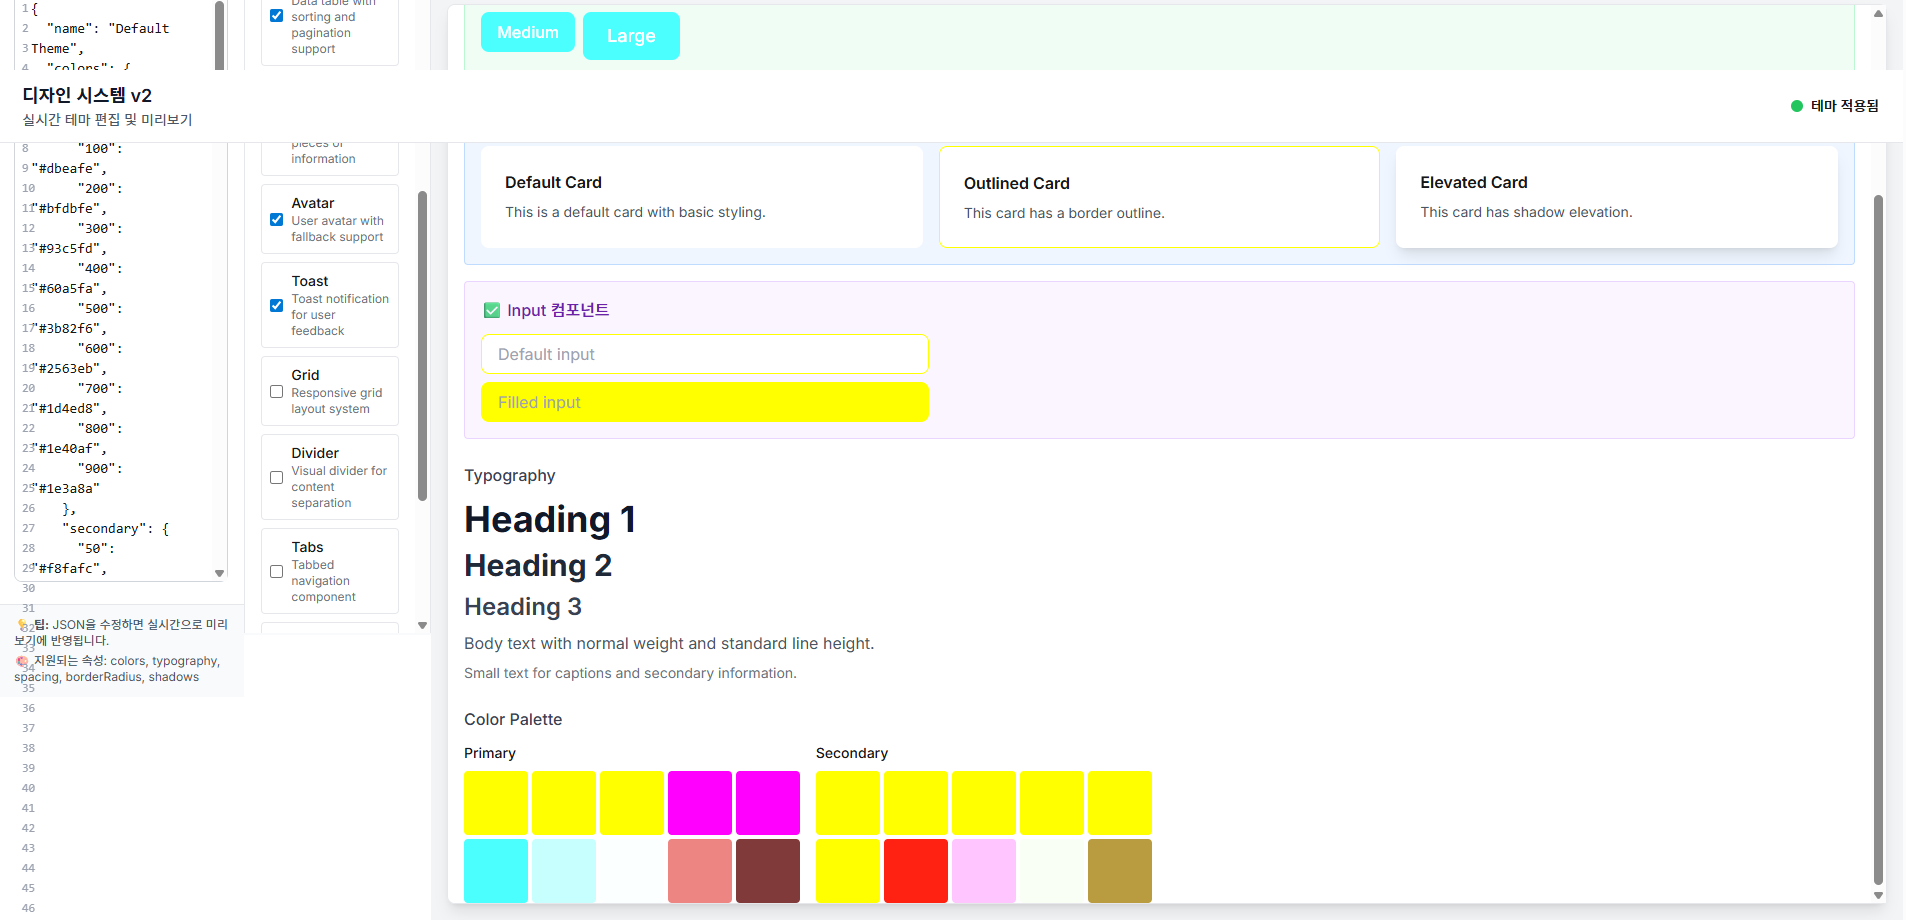 1
{
2
"name": "Default
3
Theme",
4
"colors": {
Data table with
sorting and
pagination
support
Medium
Large
디자인 시스템 v2
실시간 테마 편집 및 미리보기
테마 적용됨
8
"100":
9
"#dbeafe",
10
"200":
11
"#bfdbfe",
12
"300":
13
"#93c5fd",
14
"400":
15
"#60a5fa",
16
"500":
17
"#3b82f6",
18
"600":
19
"#2563eb",
20
"700":
21
"#1d4ed8",
22
"800":
23
"#1e40af",
24
"900":
25
"#1e3a8a"
26
},
27
"secondary": {
28
"50":
29
"#f8fafc",
30
31
32
33
34
35
36
37
38
39
40
41
42
43
44
45
46
💡 팁: JSON을 수정하면 실시간으로 미리
보기에 반영됩니다.
🎨 지원되는 속성: colors, typography,
spacing, borderRadius, shadows
pieces of
information
Avatar
User avatar with
fallback support
Toast
Toast notification
for user
feedback
Grid
Responsive grid
layout system
Divider
Visual divider for
content
separation
Tabs
Tabbed
navigation
component
Default Card
This is a default card with basic styling.
Outlined Card
This card has a border outline.
Elevated Card
This card has shadow elevation.
✅ Input 컴포넌트
Default input
Filled input
Typography
Heading 1
Heading 2
Heading 3
Body text with normal weight and standard line height.
Small text for captions and secondary information.
Color Palette
Primary
Secondary